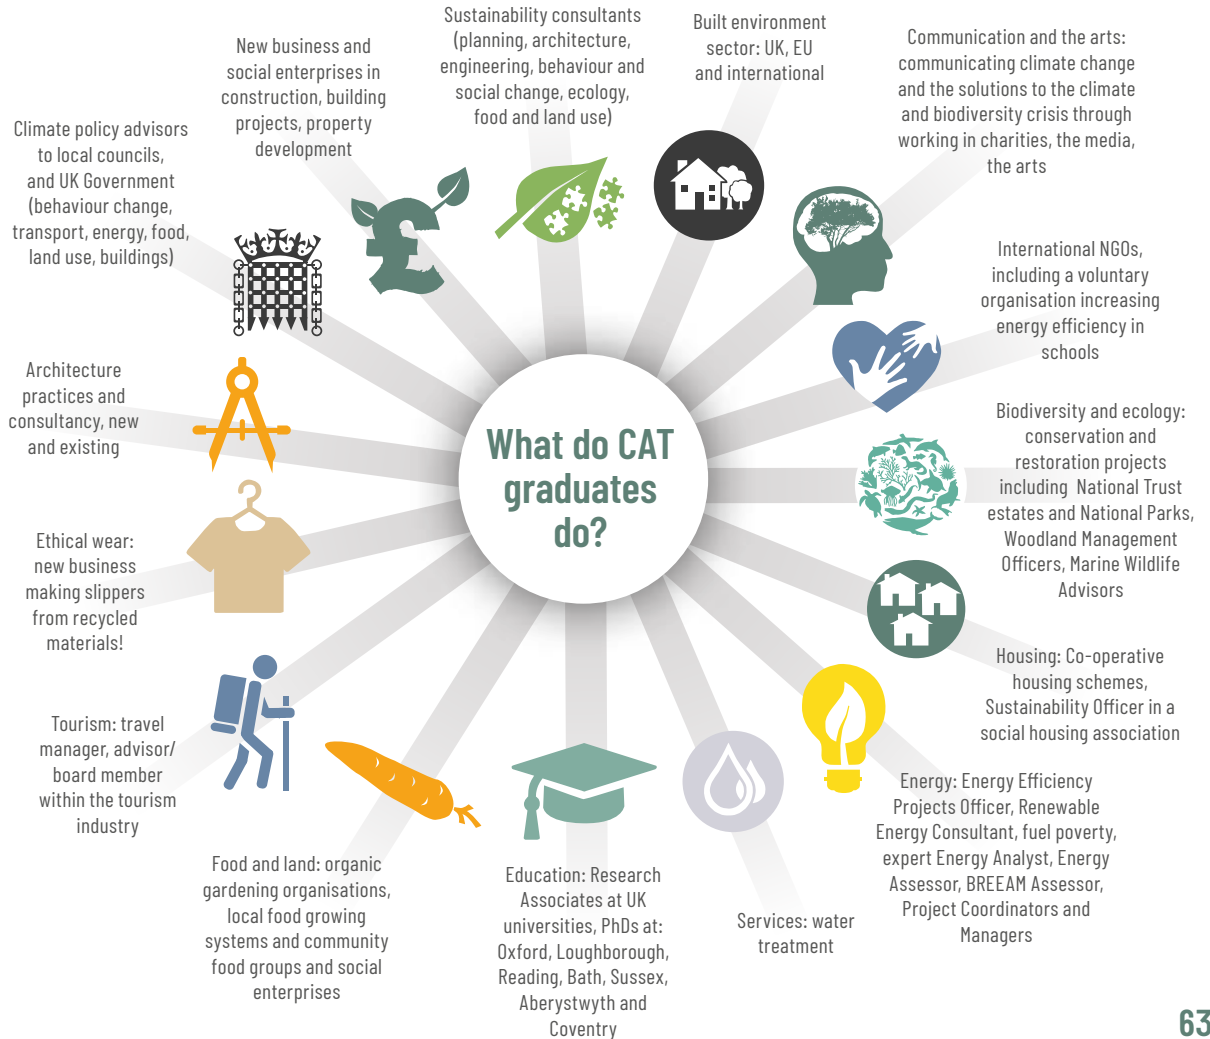 What do CAT
graduates
do?
Sustainability consultants
(planning, architecture,
engineering, behaviour and
social change, ecology,
food and land use)
Built environment
sector: UK, EU
and international
Communication and the arts:
communicating climate change
and the solutions to the climate
and biodiversity crisis through
working in charities, the media,
the arts
International NGOs,
including a voluntary
organisation increasing
energy efficiency in
schools
Biodiversity and ecology:
conservation and
restoration projects
including National Trust
estates and National Parks,
Woodland Management
Officers, Marine Wildlife
Advisors
Housing: Co-operative
housing schemes,
Sustainability Officer in a
social housing association
Energy: Energy Efficiency
Projects Officer, Renewable
Energy Consultant, fuel poverty,
expert Energy Analyst, Energy
Assessor, BREEAM Assessor,
Project Coordinators and
Managers
Services: water
treatment
Education: Research
Associates at UK
universities, PhDs at:
Oxford, Loughborough,
Reading, Bath, Sussex,
Aberystwyth and
Coventry
Food and land: organic
gardening organisations,
local food growing
systems and community
food groups and social
enterprises
Tourism: travel
manager, advisor/
board member
within the tourism
industry
Ethical wear:
new business
making slippers
from recycled
materials!
Architecture
practices and
consultancy, new
and existing
Climate policy advisors
to local councils,
and UK Government
(behaviour change,
transport, energy, food,
land use, buildings)
New business and
social enterprises in
construction, building
projects, property
development
63